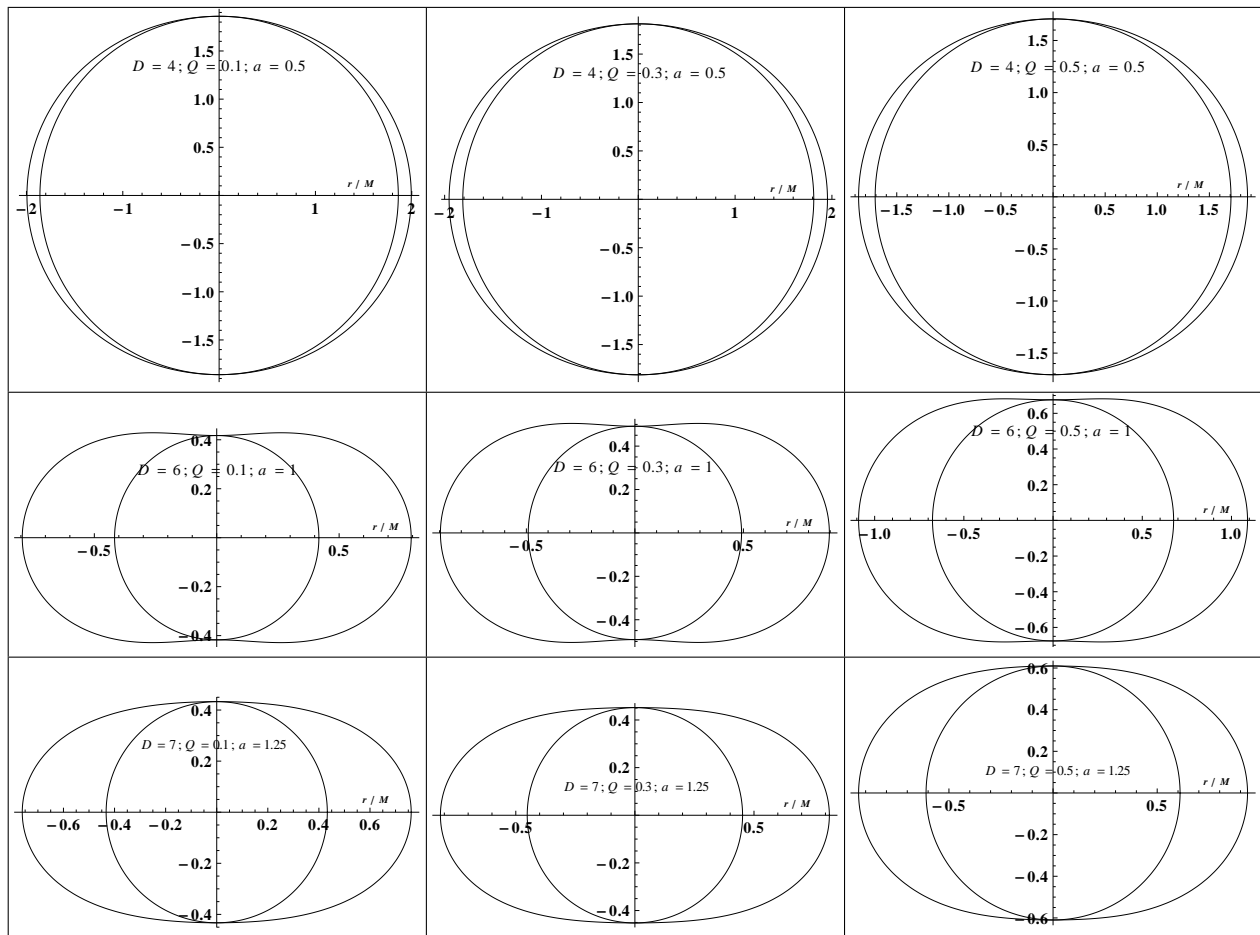 1.5
D = 4; Q = 0.1; a = 0.5
1.0
0.5
r / M
−2 −1 1 2
−0.5
−1.0
−1.5
1.5
D = 4; Q = 0.3; a = 0.5
1.0
0.5
r / M
−2 −1 1 2
−0.5
−1.0
−1.5
1.5
D = 4; Q = 0.5; a = 0.5
1.0
0.5
r / M
−1.5 −1.0 −0.5 0.5 1.0 1.5
−0.5
−1.0
−1.5
0.4
D = 6; Q = 0.1; a = 1
0.2
r / M
−0.5 0.5
−0.2
−0.4
0.4
D = 6; Q = 0.3; a = 1
0.2
r / M
−0.5 0.5
−0.2
−0.4
0.6
D = 6; Q = 0.5; a = 1
0.4
0.2
r / M
−1.0 −0.5 0.5 1.0
−0.2
−0.4
−0.6
0.4
D = 7; Q = 0.1; a = 1.25
0.2
r / M
−0.6 −0.4 −0.2 0.2 0.4 0.6
−0.2
−0.4
0.4
0.2
D = 7; Q = 0.3; a = 1.25
r / M
−0.5 0.5
−0.2
−0.4
0.6
0.4
0.2
D = 7; Q = 0.5; a = 1.25
r / M
−0.5 0.5
−0.2
−0.4
−0.6